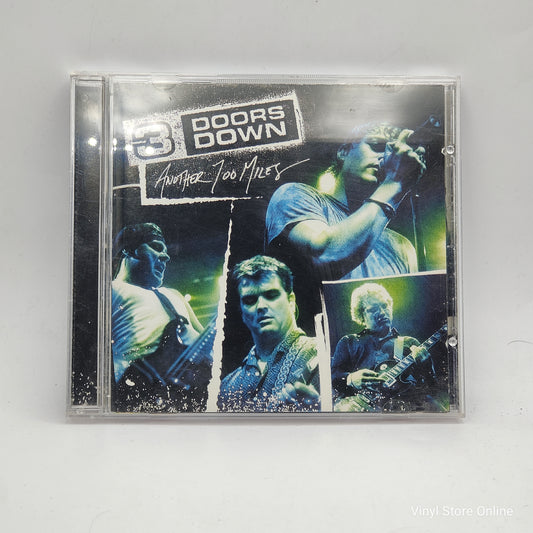 3 DOORS
DOWN
ANOTHER 700 MILES
Vinyl Store Online